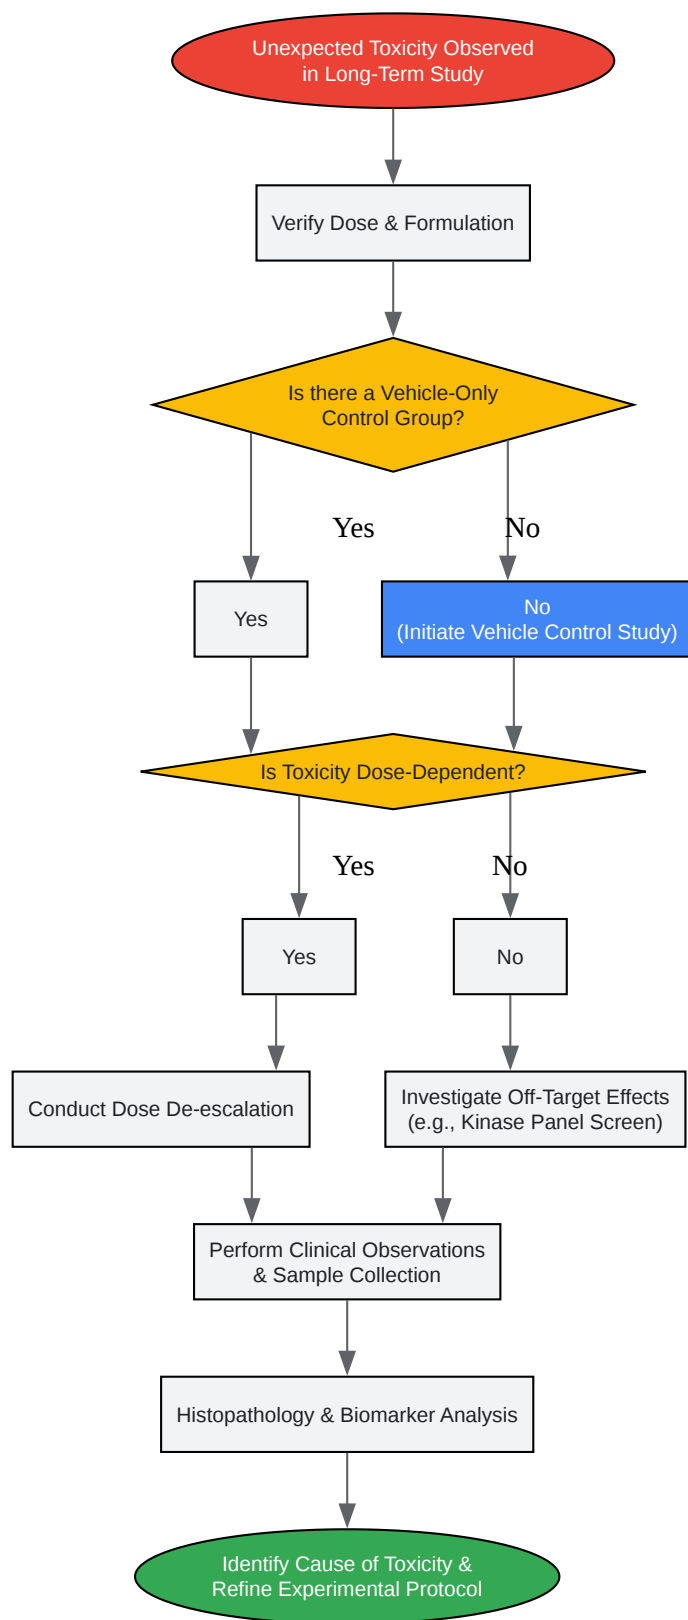 Unexpected Toxicity Observed
in Long-Term Study
Verify Dose & Formulation
Is there a Vehicle-Only
Control Group?
Yes
No
Yes
No
(Initiate Vehicle Control Study)
Is Toxicity Dose-Dependent?
Yes
No
Yes
No
Conduct Dose De-escalation
Investigate Off-Target Effects
(e.g., Kinase Panel Screen)
Perform Clinical Observations
& Sample Collection
Histopathology & Biomarker Analysis
Identify Cause of Toxicity &
Refine Experimental Protocol